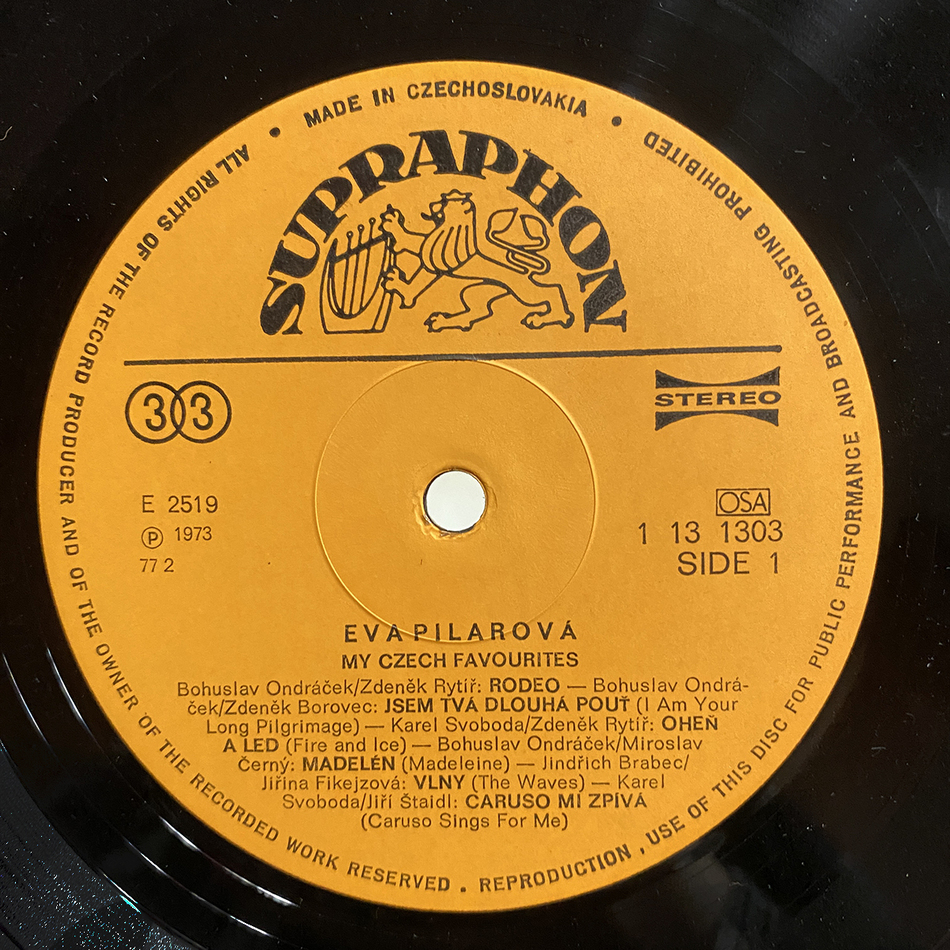 MADE IN CZECHOSLOVAKIA
SUPRAPHON
33
STEREO
E 2519
Ⓟ 1973
77 2
OSA
1 13 1303
SIDE 1
EVA PILAROVÁ
MY CZECH FAVOURITES
Bohuslav Ondráček/Zdeněk Rytíř: RODEO — Bohuslav Ondrá-
ček/Zdeněk Borovec: JSEM TVÁ DLOUHÁ POUŤ (I Am Your
Long Pilgrimage) — Karel Svoboda/Zdeněk Rytíř: OHEŇ
A LED (Fire and Ice) — Bohuslav Ondráček/Miroslav
Černý: MADELÉN (Madeleine) — Jindřich Brabec/
Jiřina Fikejzová: VLNY (The Waves) — Karel
Svoboda/Jiří Štaidl: CARUSO MI ZPÍVÁ
(Caruso Sings For Me)
ALL RIGHTS OF THE RECORD PRODUCER AND OF THE OWNER OF THE RECORDED WORK RESERVED . REPRODUCTION , USE OF THIS DISC FOR PUBLIC PERFORMANCE AND BROADCASTING PROHIBITED